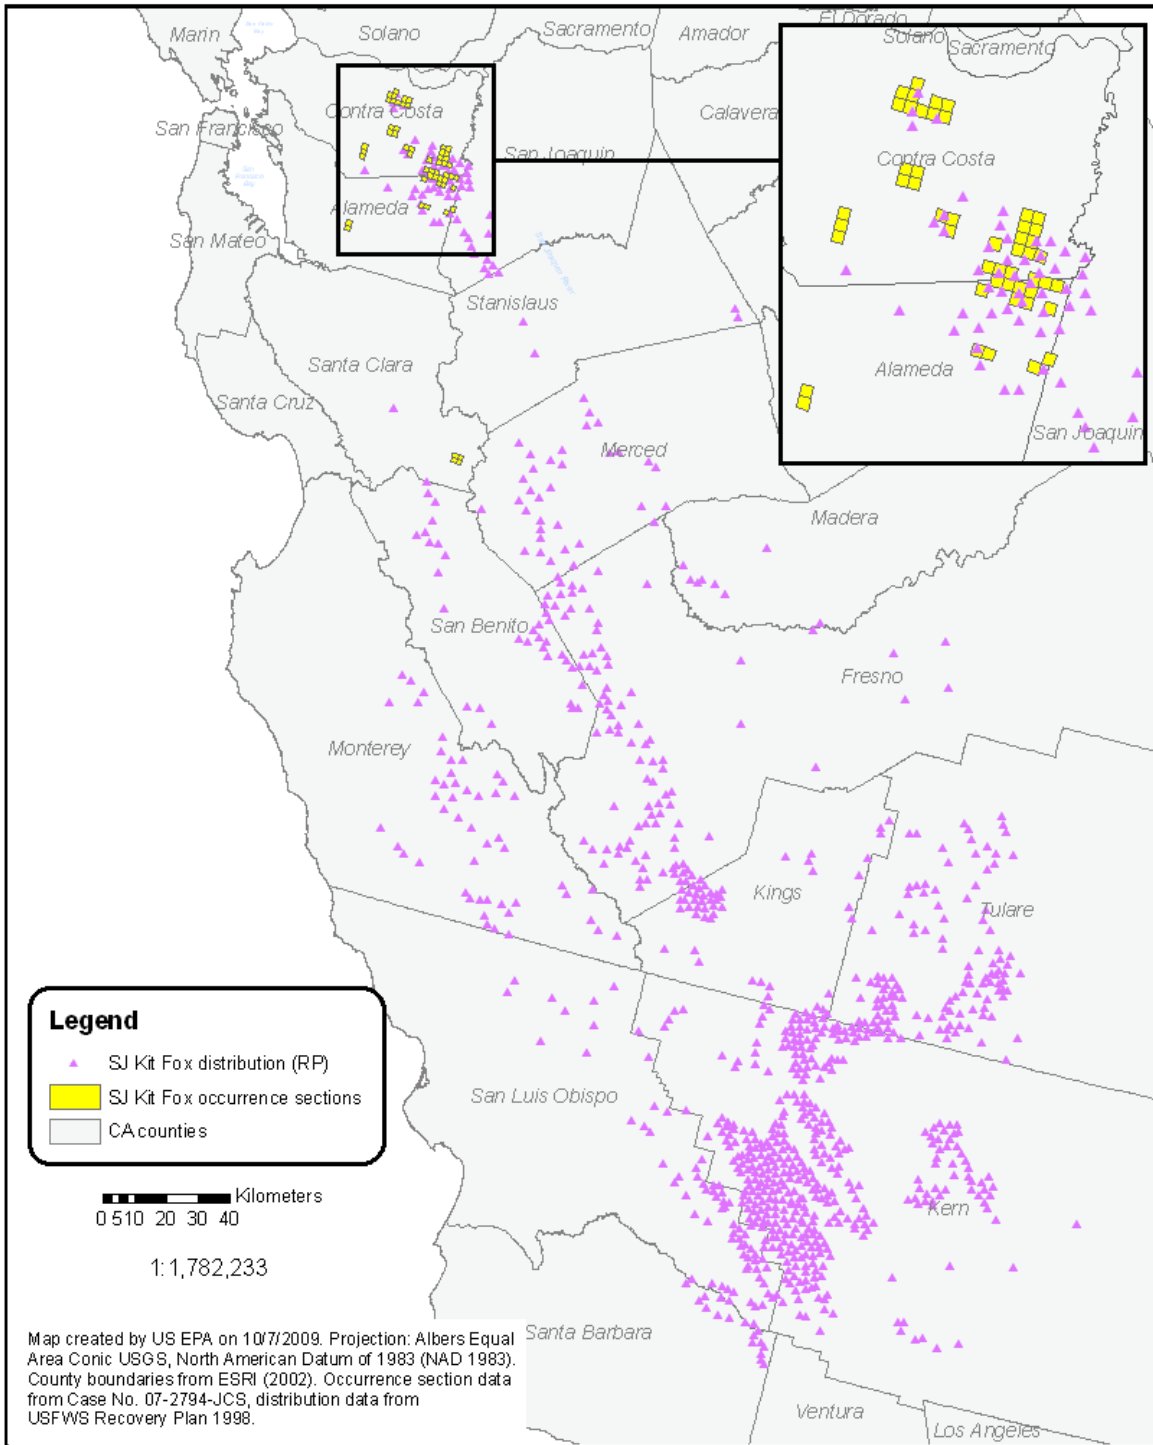 Marin
Solano
Sacramento
Amador
El Dorado
Solano
Sacramento
Contra Costa
Calavera
San Francisco
San Joaquin
Contra Costa
Alameda
San Mateo
Alameda
San Joaquin
Stanislaus
Santa Clara
Santa Cruz
Merced
Madera
San Benito
Fresno
Monterey
Kings
Tulare
San Luis Obispo
Kern
Santa Barbara
Ventura
Los Angeles
Legend
SJ Kit Fox distribution (RP)
SJ Kit Fox occurrence sections
CA counties
Kilometers
0 5 10 20 30 40
1:1,782,233
Map created by US EPA on 10/7/2009. Projection: Albers Equal
Area Conic USGS, North American Datum of 1983 (NAD 1983).
County boundaries from ESRI (2002). Occurrence section data
from Case No. 07-2794-JCS, distribution data from
USFWS Recovery Plan 1998.